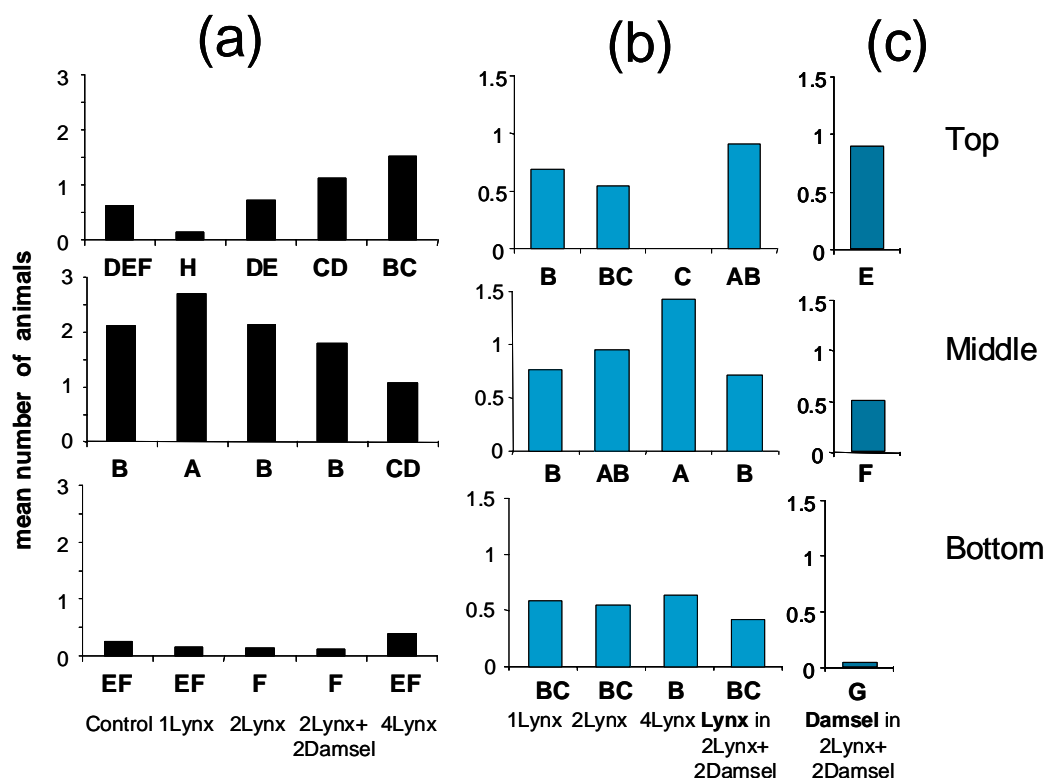 (a)
(b)
(c)
mean number of animals
3
2
1
0
DEF H DE CD BC
1.5
1
0.5
0
B BC C AB
1.5
1
0.5
0
E
Top
3
2
1
0
B A B B CD
1.5
1
0.5
0
B AB A B
1.5
1
0.5
0
F
Middle
3
2
1
0
EF EF F F EF
Control 1Lynx 2Lynx 2Lynx+ 4Lynx
2Damsel
1.5
1
0.5
0
BC BC B BC
1Lynx 2Lynx 4Lynx Lynx in
2Lynx+
2Damsel
1.5
1
0.5
0
G
Damsel in
2Lynx+
2Damsel
Bottom